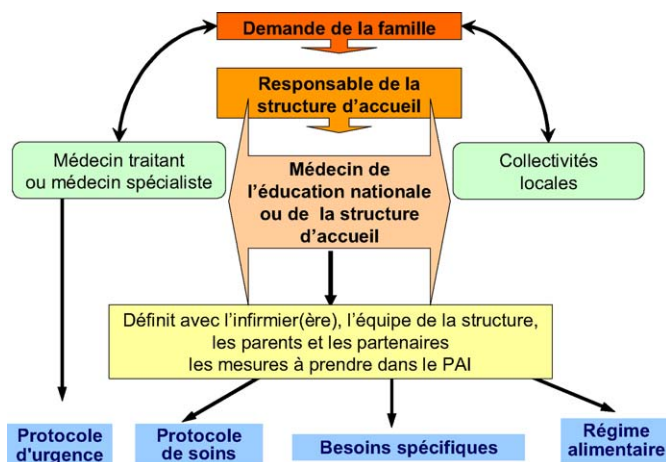 Demande de la famille
Responsable de la
structure d'accueil
Médecin traitant
ou médecin spécialiste
Médecin de
l'éducation nationale
ou de la structure
d'accueil
Collectivités
locales
Définit avec l'infirmier(ère), l'équipe de la structure,
les parents et les partenaires
les mesures à prendre dans le PAI
Protocole
d'urgence
Protocole
de soins
Besoins spécifiques
Régime
alimentaire